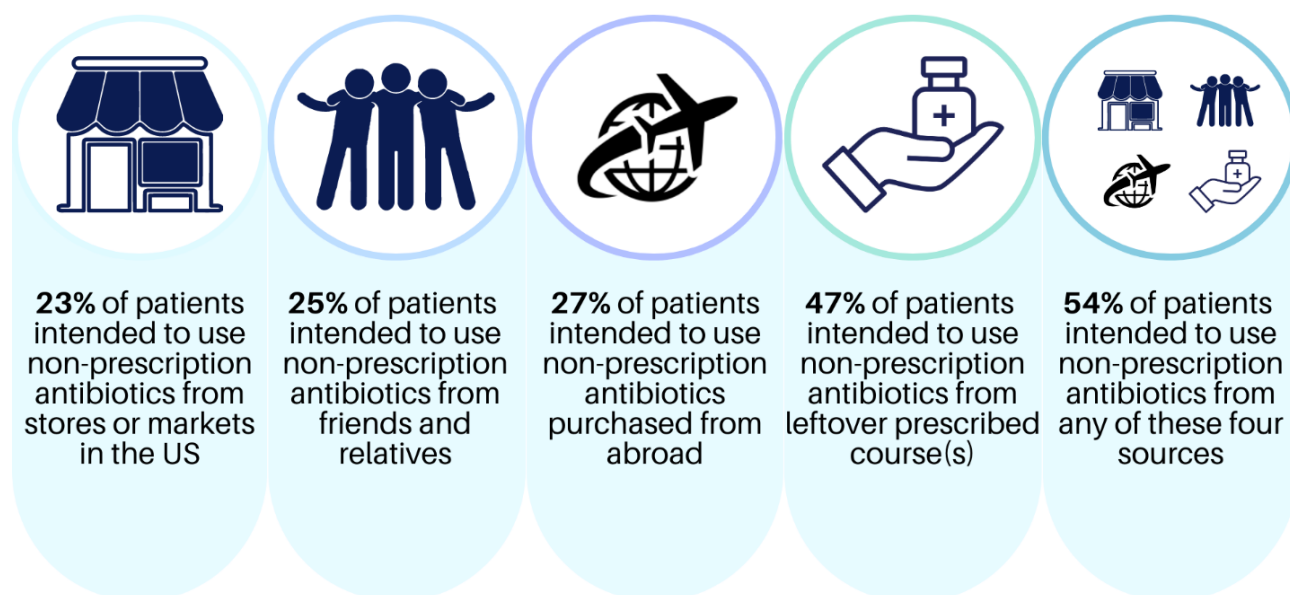 23% of patients
intended to use
non-prescription
antibiotics from
stores or markets
in the US
25% of patients
intended to use
non-prescription
antibiotics from
friends and
relatives
27% of patients
intended to use
non-prescription
antibiotics
purchased from
abroad
47% of patients
intended to use
non-prescription
antibiotics from
leftover prescribed
course(s)
54% of patients
intended to use
non-prescription
antibiotics from
any of these four
sources